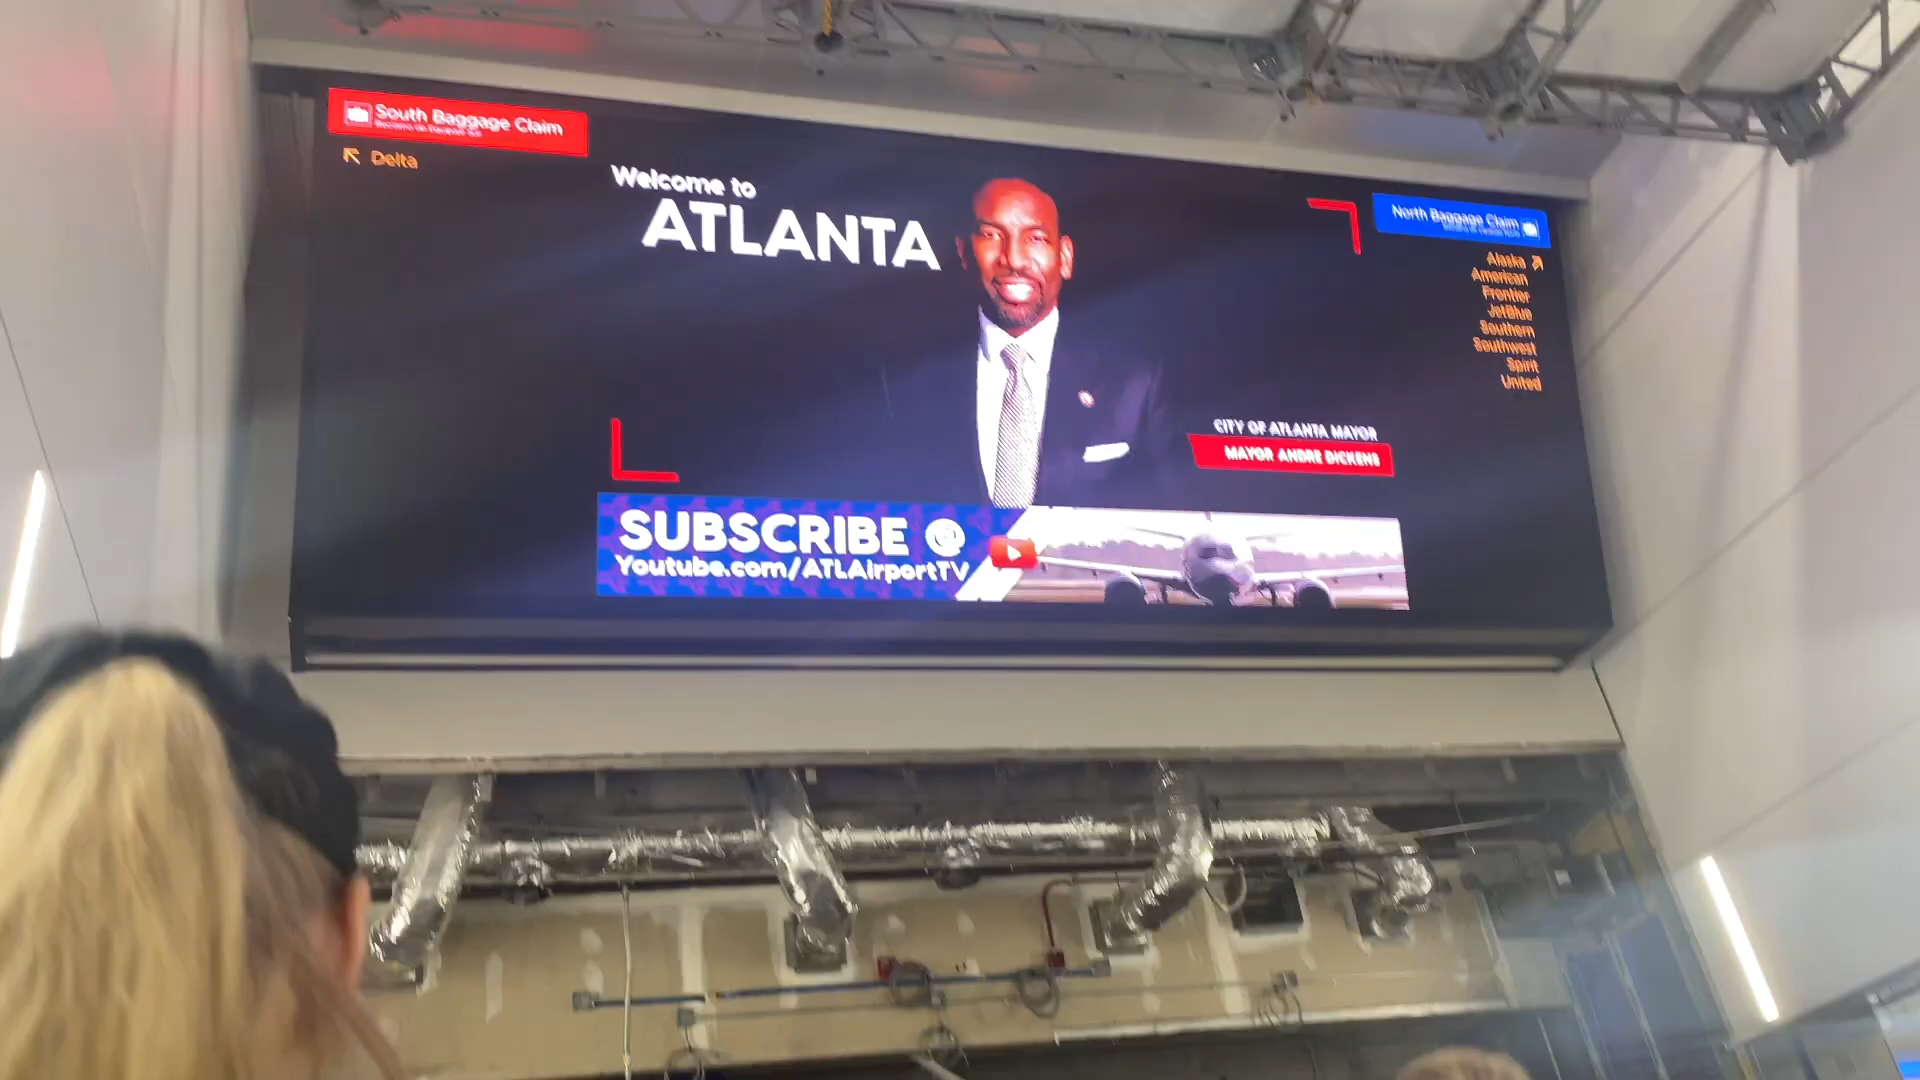 South Baggage Claim
Delta
Welcome to
ATLANTA
North Baggage Claim
Alaska
American
Frontier
JetBlue
Southern
Southwest
Spirit
United
CITY OF ATLANTA MAYOR
MAYOR ANDRE DICKENS
SUBSCRIBE @
Youtube.com/ATLAirportTV